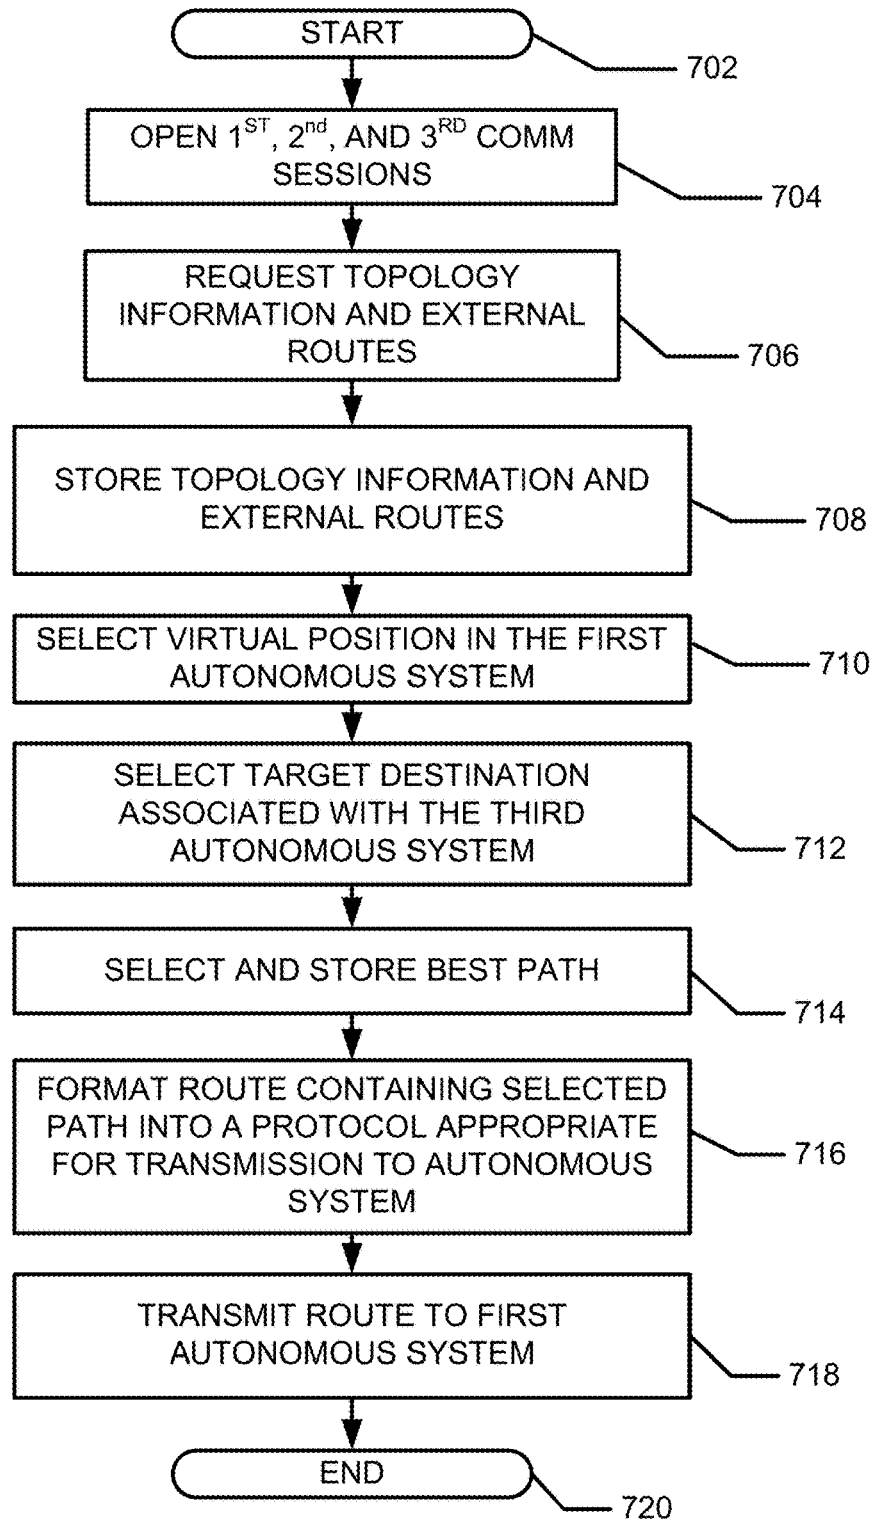 START
702
OPEN 1ST, 2nd, AND 3RD COMM
SESSIONS
704
REQUEST TOPOLOGY
INFORMATION AND EXTERNAL
ROUTES
706
STORE TOPOLOGY INFORMATION AND
EXTERNAL ROUTES
708
SELECT VIRTUAL POSITION IN THE FIRST
AUTONOMOUS SYSTEM
710
SELECT TARGET DESTINATION
ASSOCIATED WITH THE THIRD
AUTONOMOUS SYSTEM
712
SELECT AND STORE BEST PATH
714
FORMAT ROUTE CONTAINING SELECTED
PATH INTO A PROTOCOL APPROPRIATE
FOR TRANSMISSION TO AUTONOMOUS
SYSTEM
716
TRANSMIT ROUTE TO FIRST
AUTONOMOUS SYSTEM
718
END
720